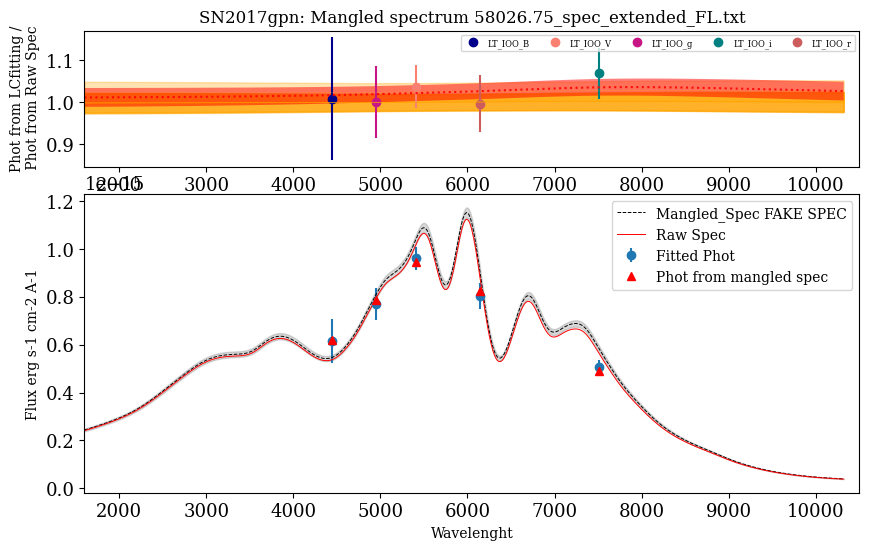 SN2017gpn: Mangled spectrum 58026.75_spec_extended_FL.txt
Phot from LCfitting /
Phot from Raw Spec
1.1
1.0
0.9
LT_IOO_B LT_IOO_V LT_IOO_g LT_IOO_i LT_IOO_r
2000 3000 4000 5000 6000 7000 8000 9000 10000
1e−15
Flux erg s-1 cm-2 A-1
1.2
1.0
0.8
0.6
0.4
0.2
0.0
Mangled_Spec FAKE SPEC
Raw Spec
Fitted Phot
Phot from mangled spec
2000 3000 4000 5000 6000 7000 8000 9000 10000
Wavelenght